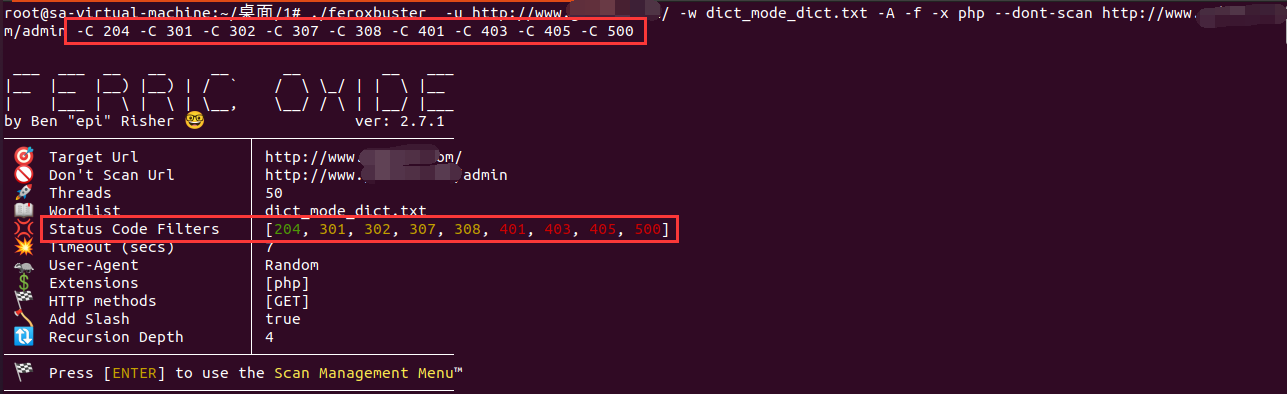 root@sa-virtual-machine:~/桌面/1# ./feroxbuster -u http://www. / -w dict_mode_dict.txt -A -f -x php --dont-scan http://www.
m/admin -C 204 -C 301 -C 302 -C 307 -C 308 -C 401 -C 403 -C 405 -C 500
FERRIC OXIDE
by Ben "epi" Risher 🤓 ver: 2.7.1
🎯 Target Url http://www. om/
🚫 Don't Scan Url http://www. /admin
🚀 Threads 50
📖 Wordlist dict_mode_dict.txt
💢 Status Code Filters [204, 301, 302, 307, 308, 401, 403, 405, 500]
💥 Timeout (secs) 7
🦡 User-Agent Random
💲 Extensions [php]
🏁 HTTP methods [GET]
🪓 Add Slash true
🔃 Recursion Depth 4
🏁 Press [ENTER] to use the Scan Management Menu™